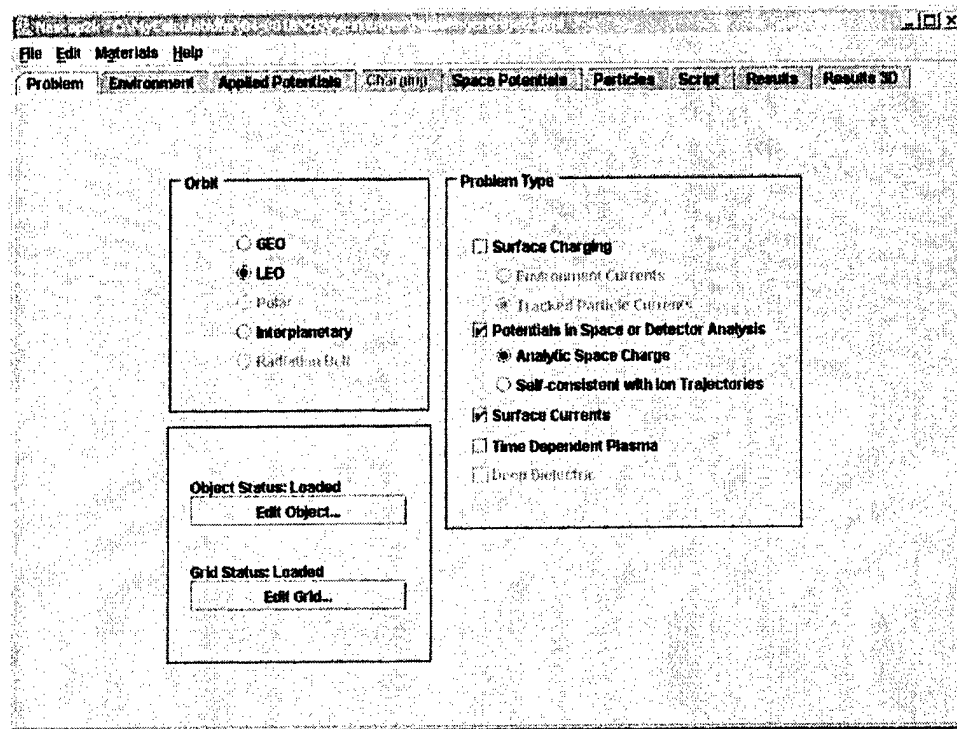 File Edit Materials Help
Problem Environment Applied Potentials Charging Space Potentials Particles Script Results Results 3D
Orbit
GEO
LEO
Polar
Interplanetary
Radiation Belt
Problem Type
Surface Charging
Environment Currents
Tracked Particle Currents
Potentials in Space or Detector Analysis
Analytic Space Charge
Self-consistent with Ion Trajectories
Surface Currents
Time Dependent Plasma
Deep Dielectric
Object Status: Loaded
Edit Object...
Grid Status: Loaded
Edit Grid...